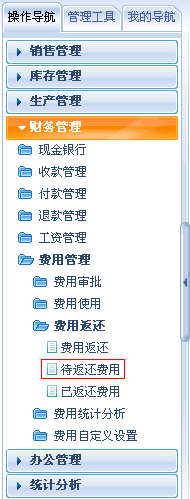 操作导航 管理工具 我的导航
销售管理
库存管理
生产管理
财务管理
现金银行
收款管理
付款管理
退款管理
工资管理
费用管理
费用审批
费用使用
费用返还
费用返还
待返还费用
已返还费用
费用统计分析
费用自定义设置
办公管理
统计分析